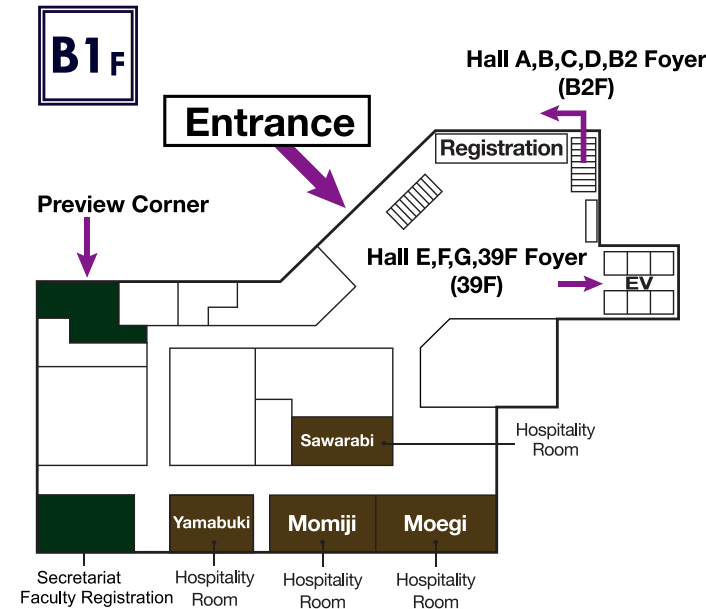 B1F
Hall A,B,C,D,B2 Foyer
(B2F)
Entrance
Registration
Preview Corner
Hall E,F,G,39F Foyer
(39F)
EV
Sawarabi
Hospitality
Room
Yamabuki
Momiji
Moegi
Secretariat
Faculty Registration
Hospitality
Room
Hospitality
Room
Hospitality
Room